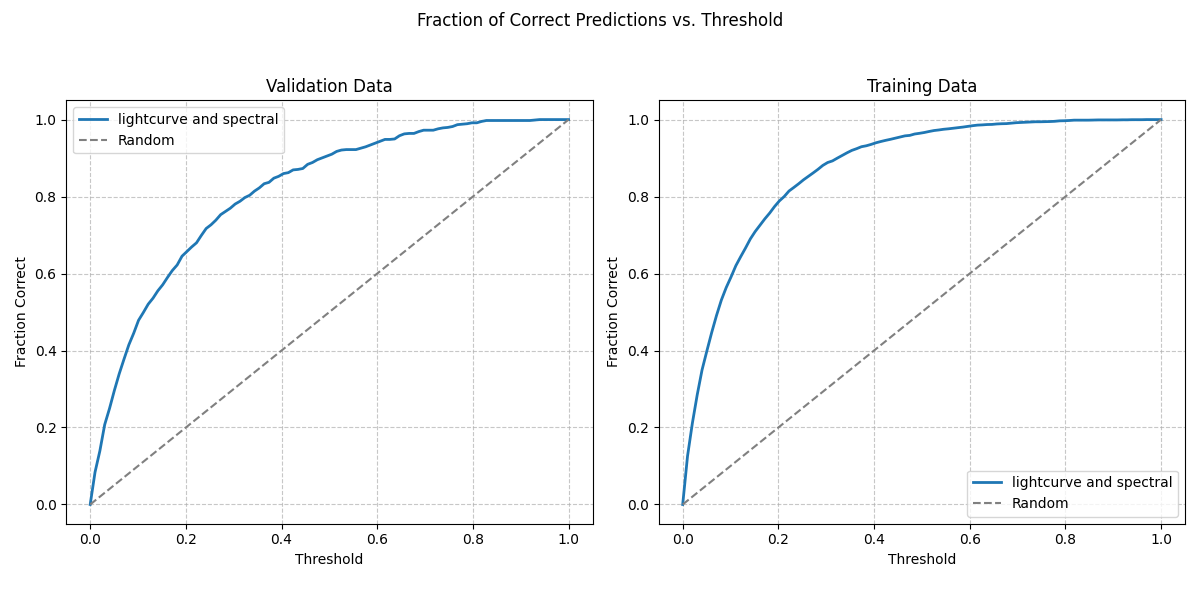 Fraction of Correct Predictions vs. Threshold
Validation Data
1.0
0.8
0.6
0.4
0.2
0.0
Fraction Correct
lightcurve and spectral
Random
0.0 0.2 0.4 0.6 0.8 1.0
Threshold
Training Data
1.0
0.8
0.6
0.4
0.2
0.0
Fraction Correct
lightcurve and spectral
Random
0.0 0.2 0.4 0.6 0.8 1.0
Threshold